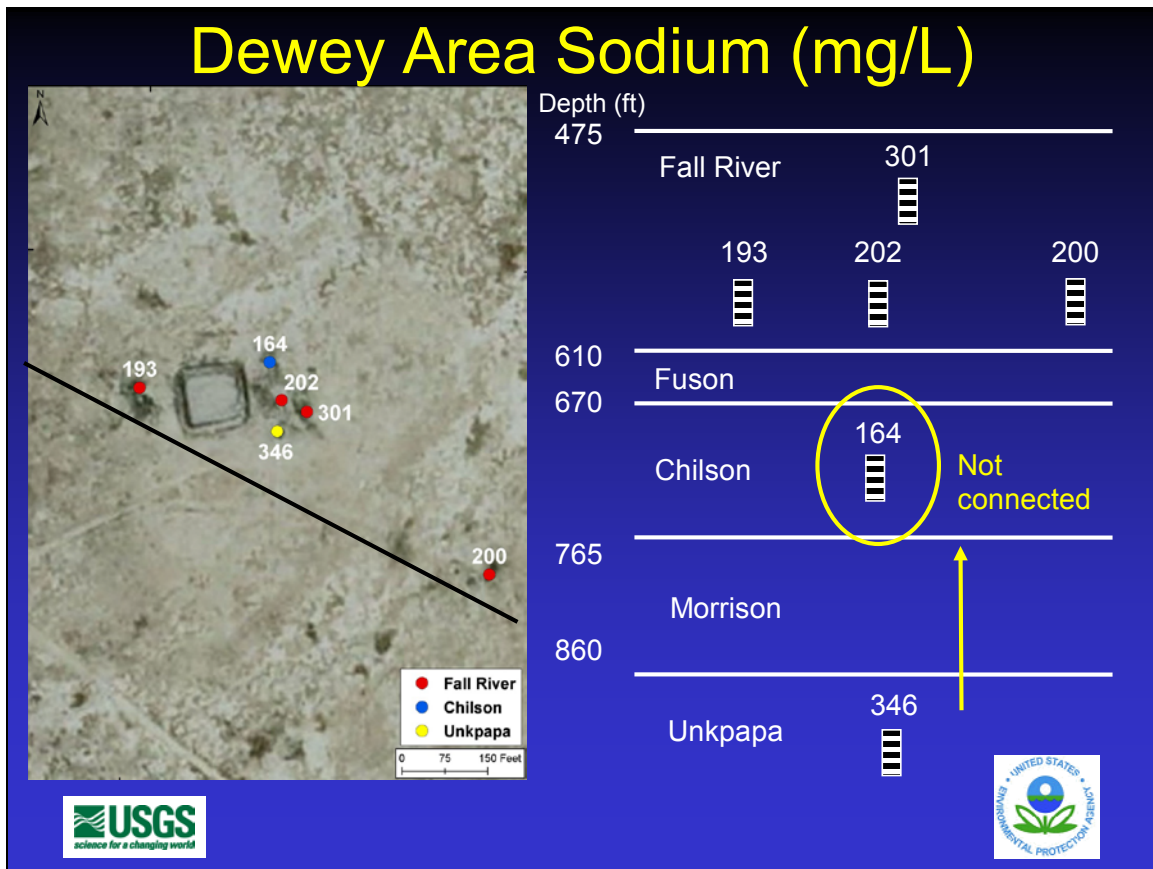 Dewey Area Sodium (mg/L)
N
193
164
202
301
346
200
Fall River
Chilson
Unkpapa
0 75 150 Feet
Depth (ft)
475
Fall River
301
193 202 200
610
Fuson
670
164
Chilson
Not
connected
765
Morrison
860
346
Unkpapa
USGS
science for a changing world
UNITED STATES
ENVIRONMENTAL PROTECTION AGENCY